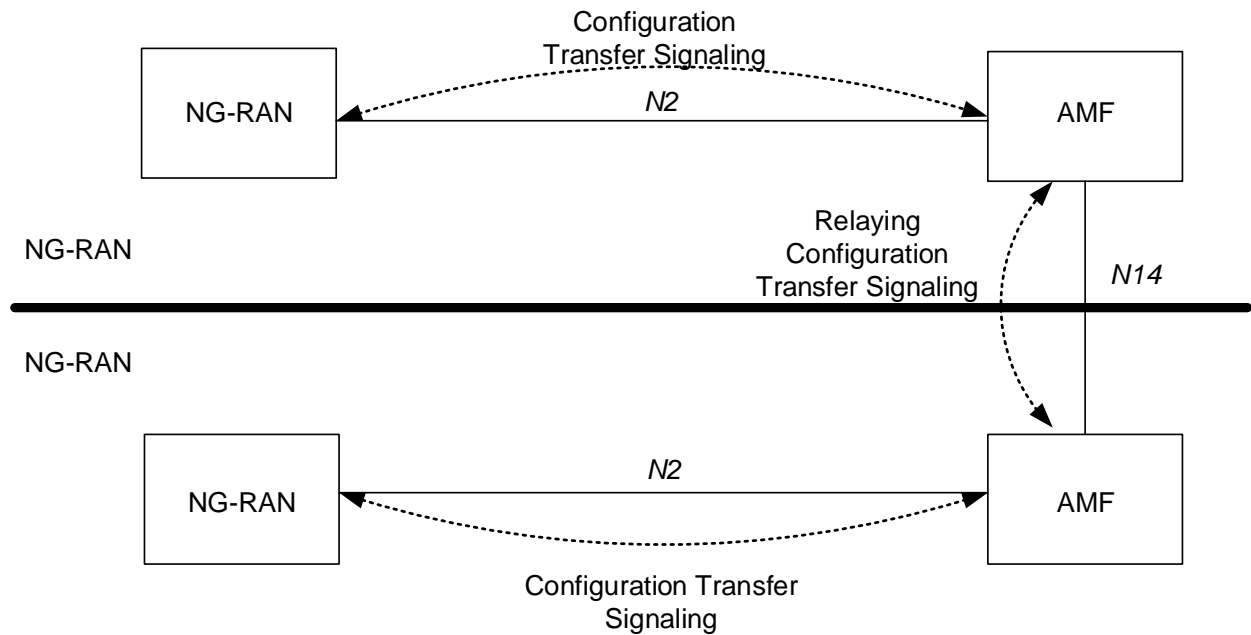 Configuration
Transfer Signaling
NG-RAN
N2
AMF
Relaying
Configuration
Transfer Signaling
NG-RAN
N14
NG-RAN
N2
NG-RAN
AMF
Configuration Transfer
Signaling